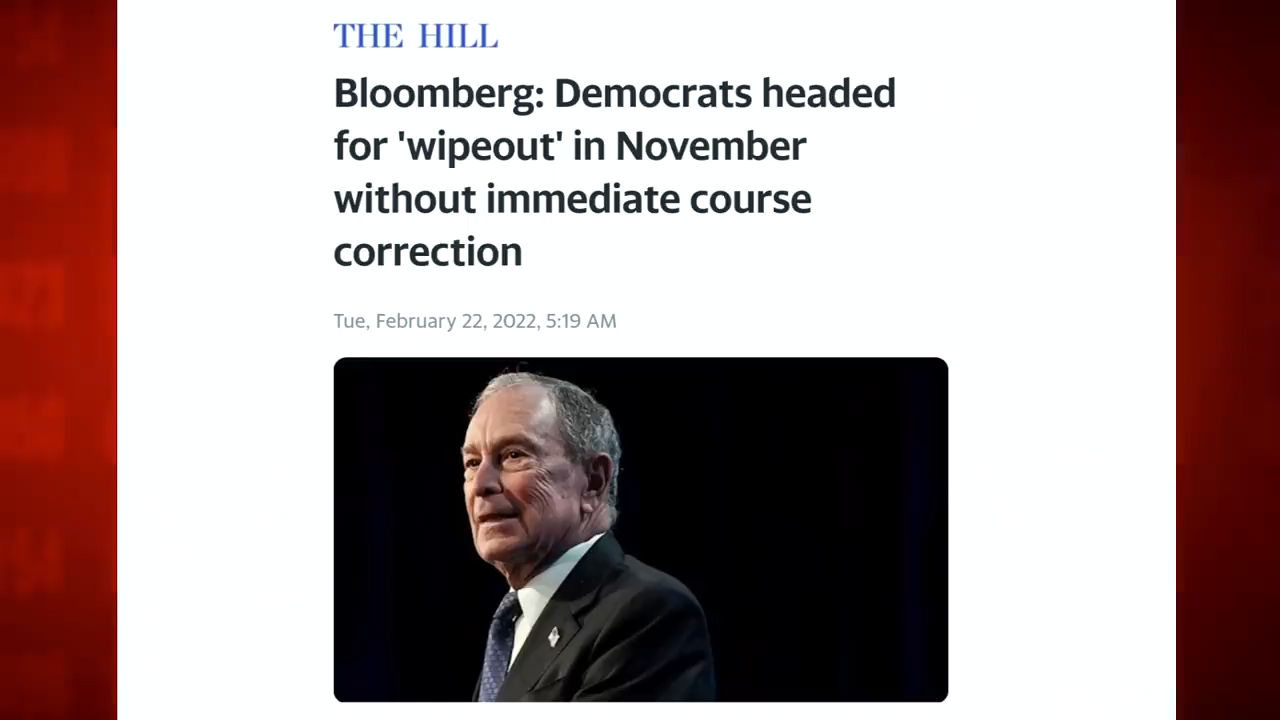 THE HILL
Bloomberg: Democrats headed
for 'wipeout' in November
without immediate course
correction
Tue, February 22, 2022, 5:19 AM